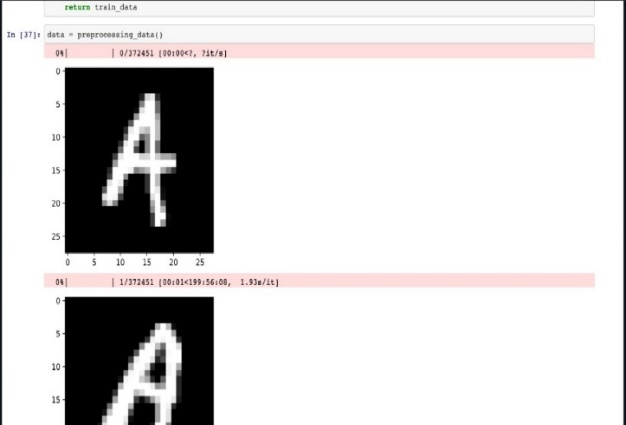 return train_data
In [37]: data = preprocessing_data()
0%| | 0/372451 [00:00<?, ?it/s]
0
5
10
15
20
25
A
0 5 10 15 20 25
0%| | 1/372451 [00:01<199:56:08, 1.93s/it]
0
5
10
15
A